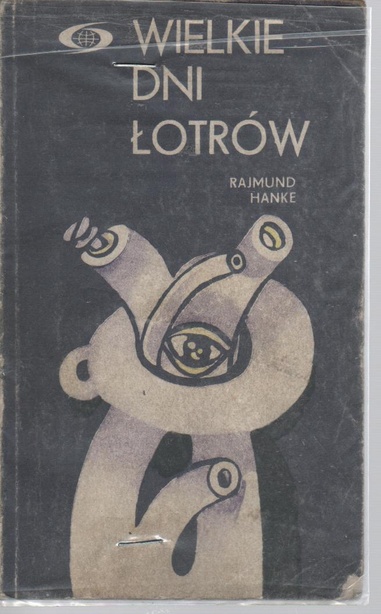 WIELKIE
DNI
ŁOTRÓW
RAJMUND
HANKE